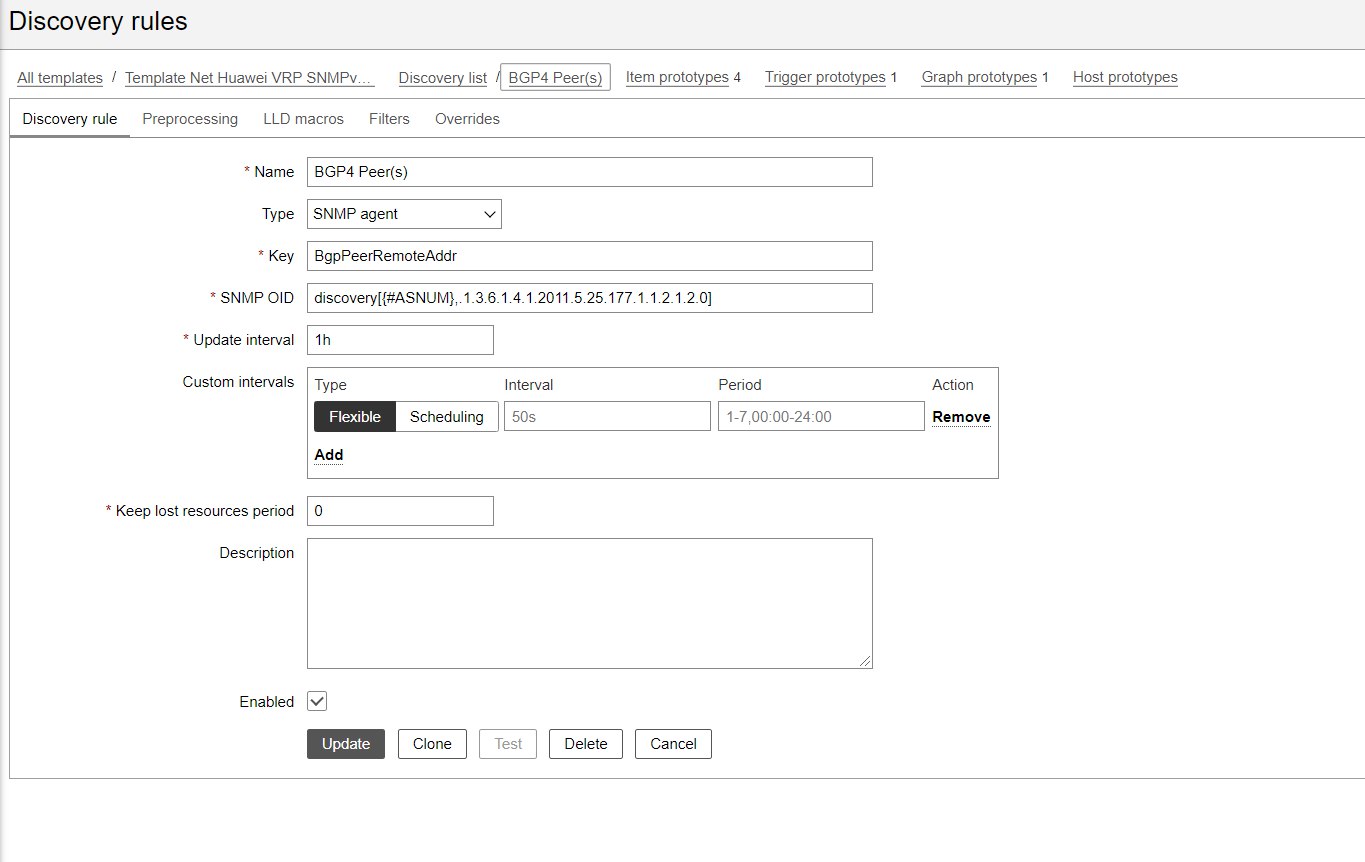 Discovery rules
All templates / Template Net Huawei VRP SNMPv... Discovery list / BGP4 Peer(s) Item prototypes 4 Trigger prototypes 1 Graph prototypes 1 Host prototypes
Discovery rule Preprocessing LLD macros Filters Overrides
* Name BGP4 Peer(s)
Type SNMP agent
* Key BgpPeerRemoteAddr
* SNMP OID discovery[{#ASNUM},.1.3.6.1.4.1.2011.5.25.177.1.1.2.1.2.0]
* Update interval 1h
Custom intervals Type Interval Period Action
Flexible Scheduling 50s 1-7,00:00-24:00 Remove
Add
* Keep lost resources period 0
Description
Enabled
Update Clone Test Delete Cancel